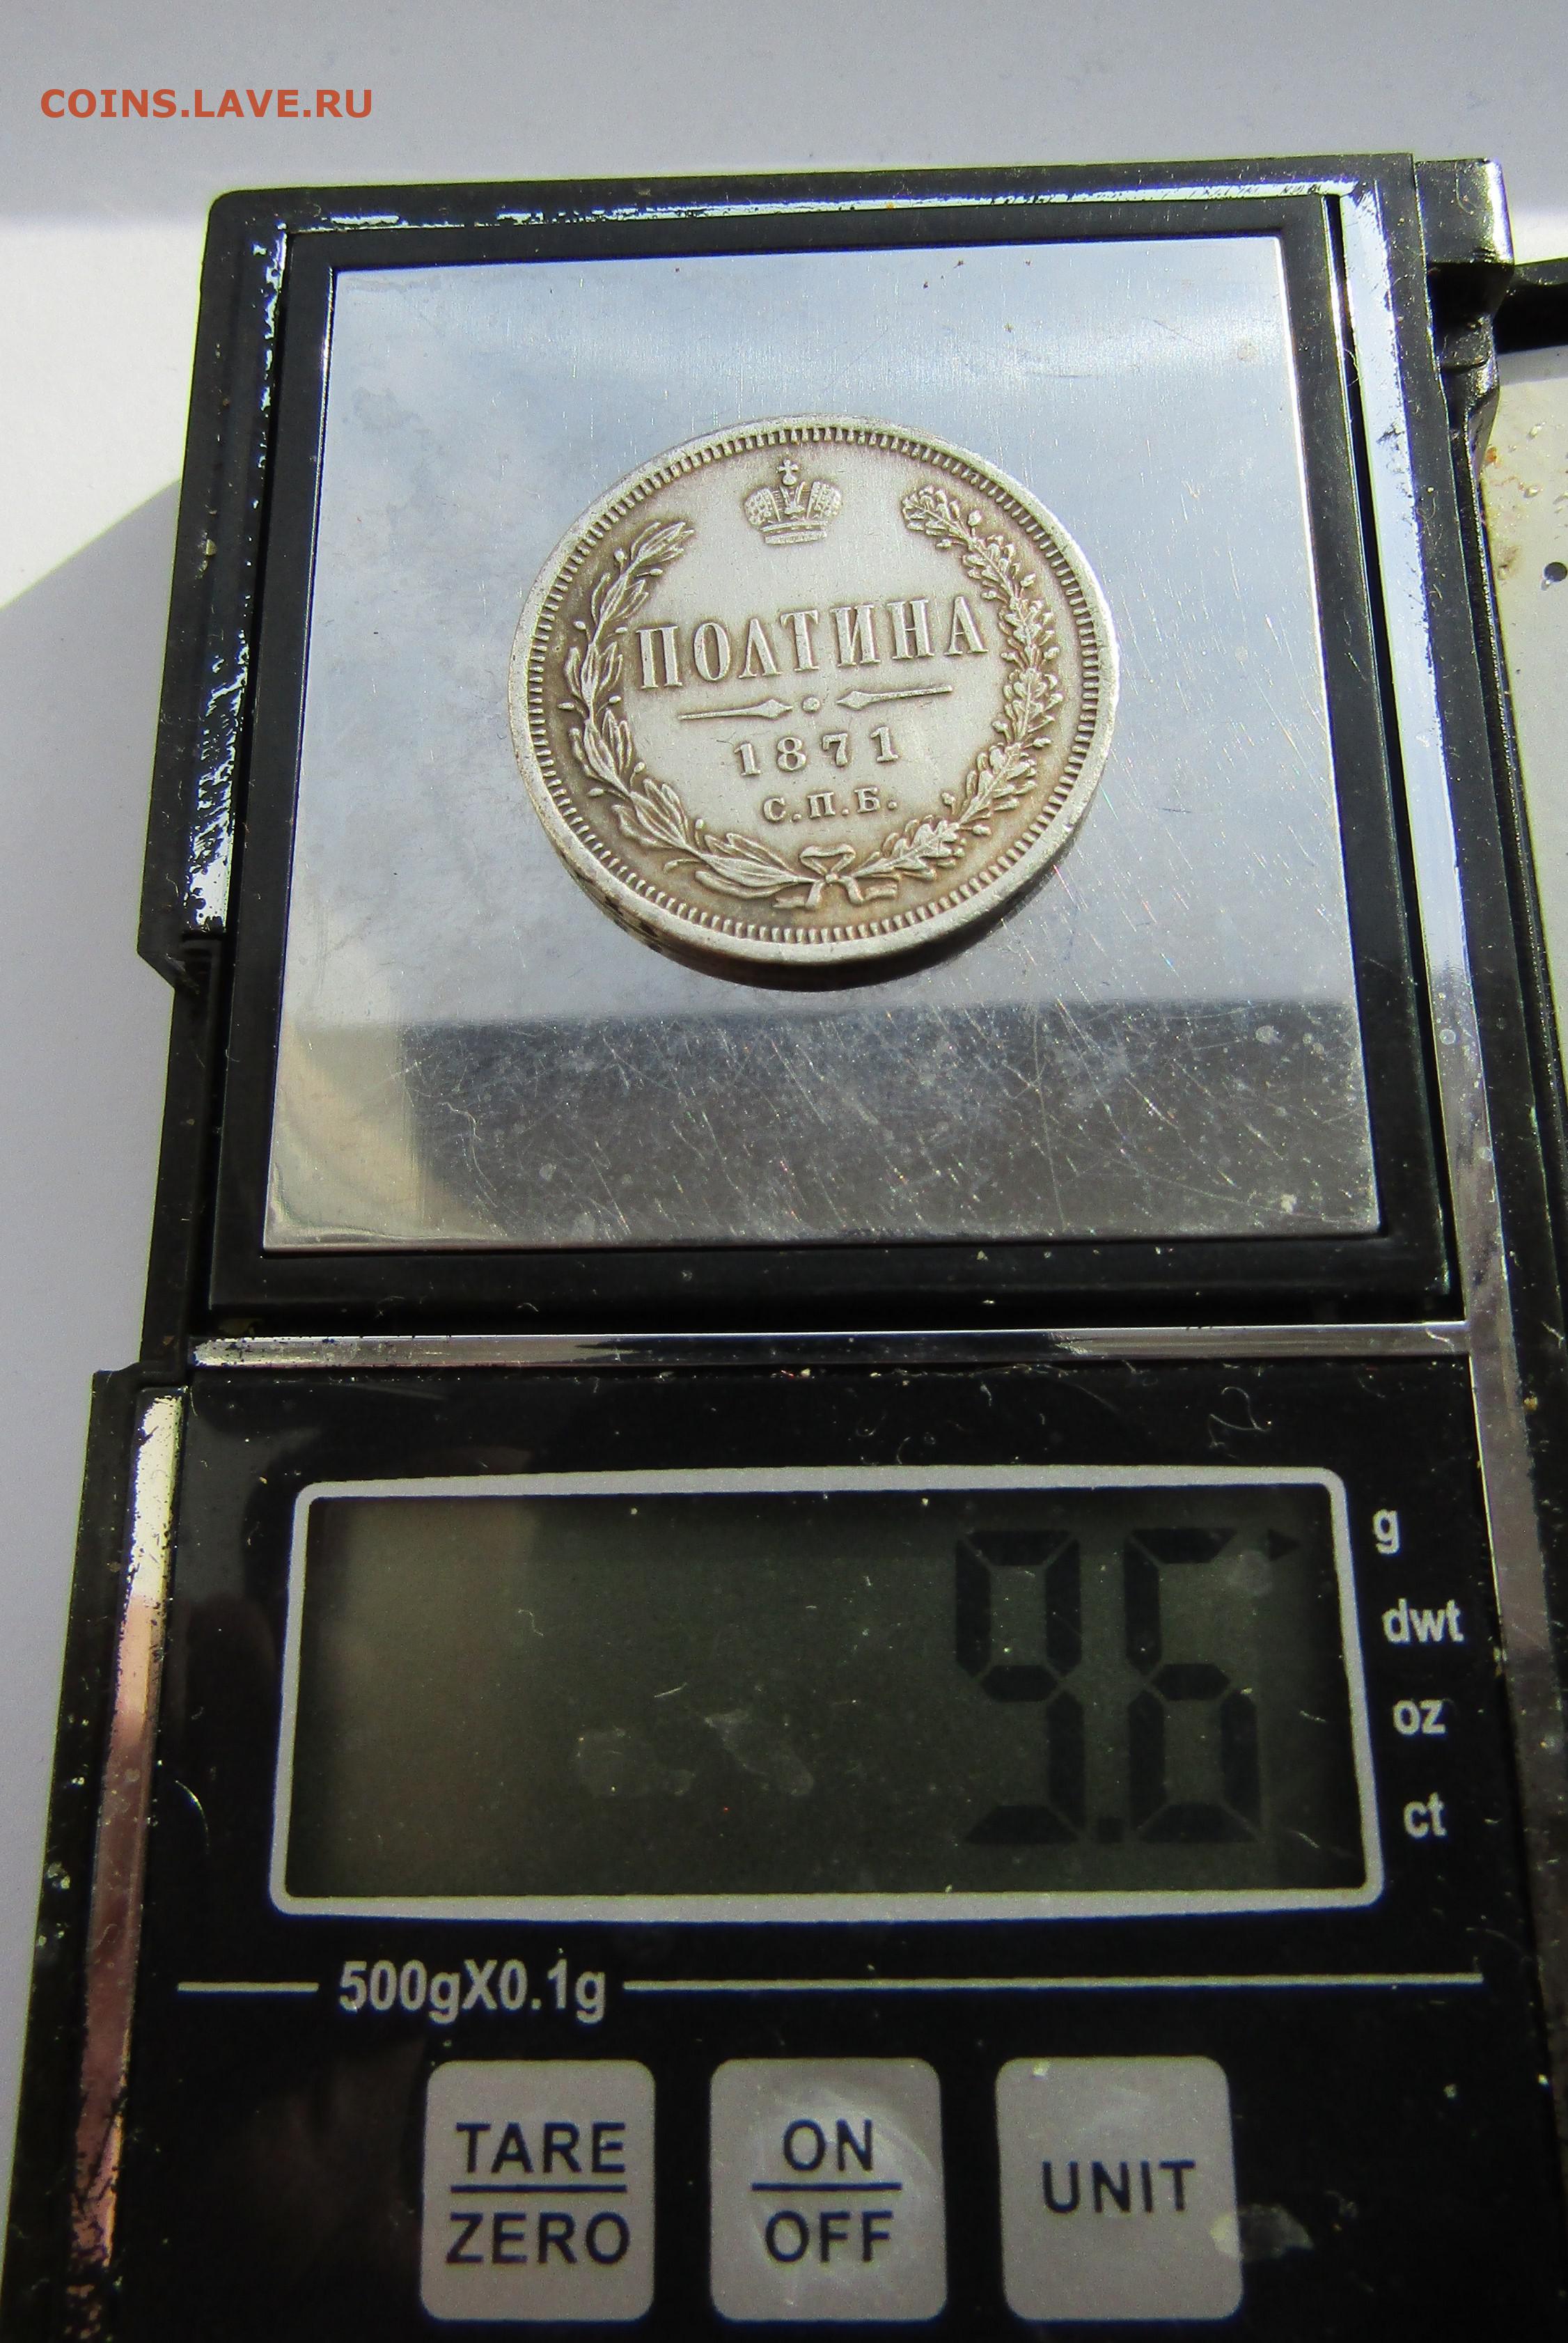 COINS.LAVE.RU
ПОЛТИНА
1871
С.П.Б.
9.6
g
dwt
oz
ct
500gX0.1g
TARE
ZERO
ON
OFF
UNIT